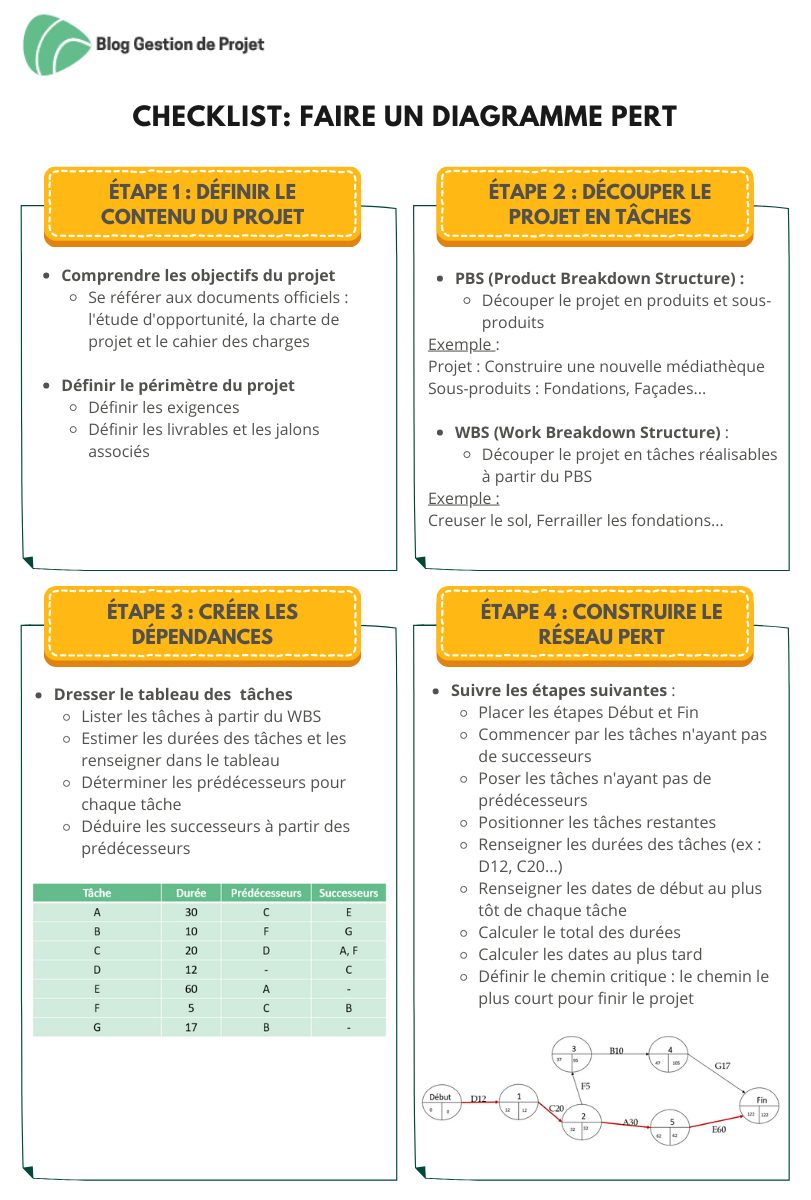 Blog Gestion de Projet
CHECKLIST: FAIRE UN DIAGRAMME PERT
ÉTAPE 1 : DÉFINIR LE
CONTENU DU PROJET
Comprendre les objectifs du projet
Se référer aux documents officiels :
l'étude d'opportunité, la charte de
projet et le cahier des charges
Définir le périmètre du projet
Définir les exigences
Définir les livrables et les jalons
associés
ÉTAPE 2 : DÉCOUPER LE
PROJET EN TÂCHES
PBS (Product Breakdown Structure) :
Découper le projet en produits et sous-
produits
Exemple :
Projet : Construire une nouvelle médiathèque
Sous-produits : Fondations, Façades...
WBS (Work Breakdown Structure) :
Découper le projet en tâches réalisables
à partir du PBS
Exemple :
Creuser le sol, Ferrailler les fondations...
ÉTAPE 3 : CRÉER LES
DÉPENDANCES
Dresser le tableau des tâches
Lister les tâches à partir du WBS
Estimer les durées des tâches et les
renseigner dans le tableau
Déterminer les prédécesseurs pour
chaque tâche
Déduire les successeurs à partir des
prédécesseurs
Tâche Durée Prédécesseurs Successeurs
A 30 C E
B 10 F G
C 20 D A, F
D 12 - C
E 60 A -
F 5 C B
G 17 B -
ÉTAPE 4 : CONSTRUIRE LE
RÉSEAU PERT
Suivre les étapes suivantes :
Placer les étapes Début et Fin
Commencer par les tâches n'ayant pas
de successeurs
Poser les tâches n'ayant pas de
prédécesseurs
Positionner les tâches restantes
Renseigner les durées des tâches (ex :
D12, C20...)
Renseigner les dates de début au plus
tôt de chaque tâche
Calculer le total des durées
Calculer les dates au plus tard
Définir le chemin critique : le chemin le
plus court pour finir le projet
3
37 95
B10
4
47 105
G17
F5
Début
0 0
D12
1
12 12
C20
2
32 32
A30
5
62 62
E60
Fin
122 122